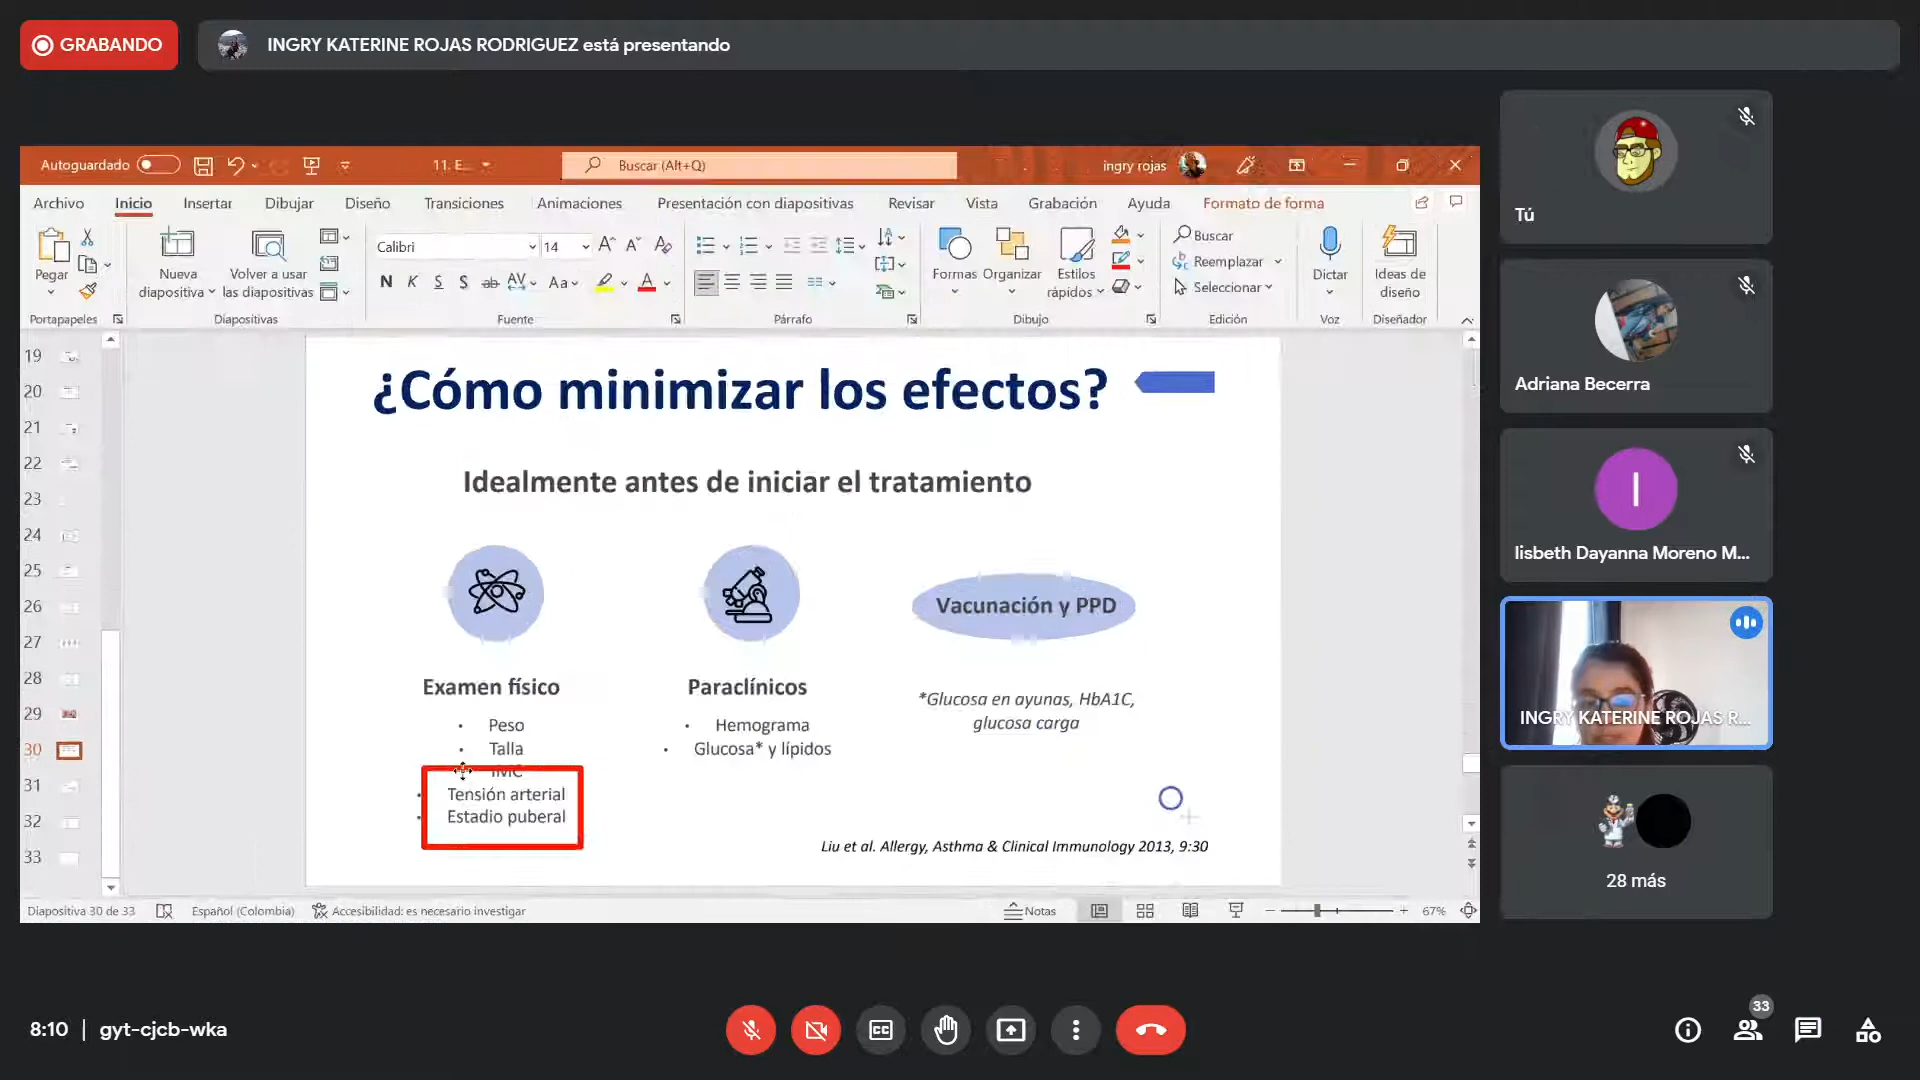 GRABANDO
INGRY KATERINE ROJAS RODRIGUEZ está presentando
Autoguardado
11. E...
Buscar (Alt+Q)
ingry rojas
Archivo
Inicio
Insertar
Dibujar
Diseño
Transiciones
Animaciones
Presentación con diapositivas
Revisar
Vista
Grabación
Ayuda
Formato de forma
Pegar
Nueva
diapositiva
Volver a usar
las diapositivas
Calibri
14
N K S S ab AV Aa A
Formas
Organizar
Estilos
rápidos
Buscar
Reemplazar
Seleccionar
Dictar
Ideas de
diseño
Portapapeles
Diapositivas
Fuente
Párrafo
Dibujo
Edición
Voz
Diseñador
19
20
21
22
23
24
25
26
27
28
29
30
31
32
33
¿Cómo minimizar los efectos?
Idealmente antes de iniciar el tratamiento
Examen físico
• Peso
• Talla
IMC
• Tensión arterial
• Estadio puberal
Paraclínicos
• Hemograma
• Glucosa* y lípidos
Vacunación y PPD
*Glucosa en ayunas, HbA1C,
glucosa carga
Liu et al. Allergy, Asthma & Clinical Immunology 2013, 9:30
Diapositiva 30 de 33
Español (Colombia)
Accesibilidad: es necesario investigar
Notas
67%
Tú
Adriana Becerra
l
lisbeth Dayanna Moreno M...
INGRY KATERINE ROJAS R...
28 más
8:10 | gyt-cjcb-wka
CC
33